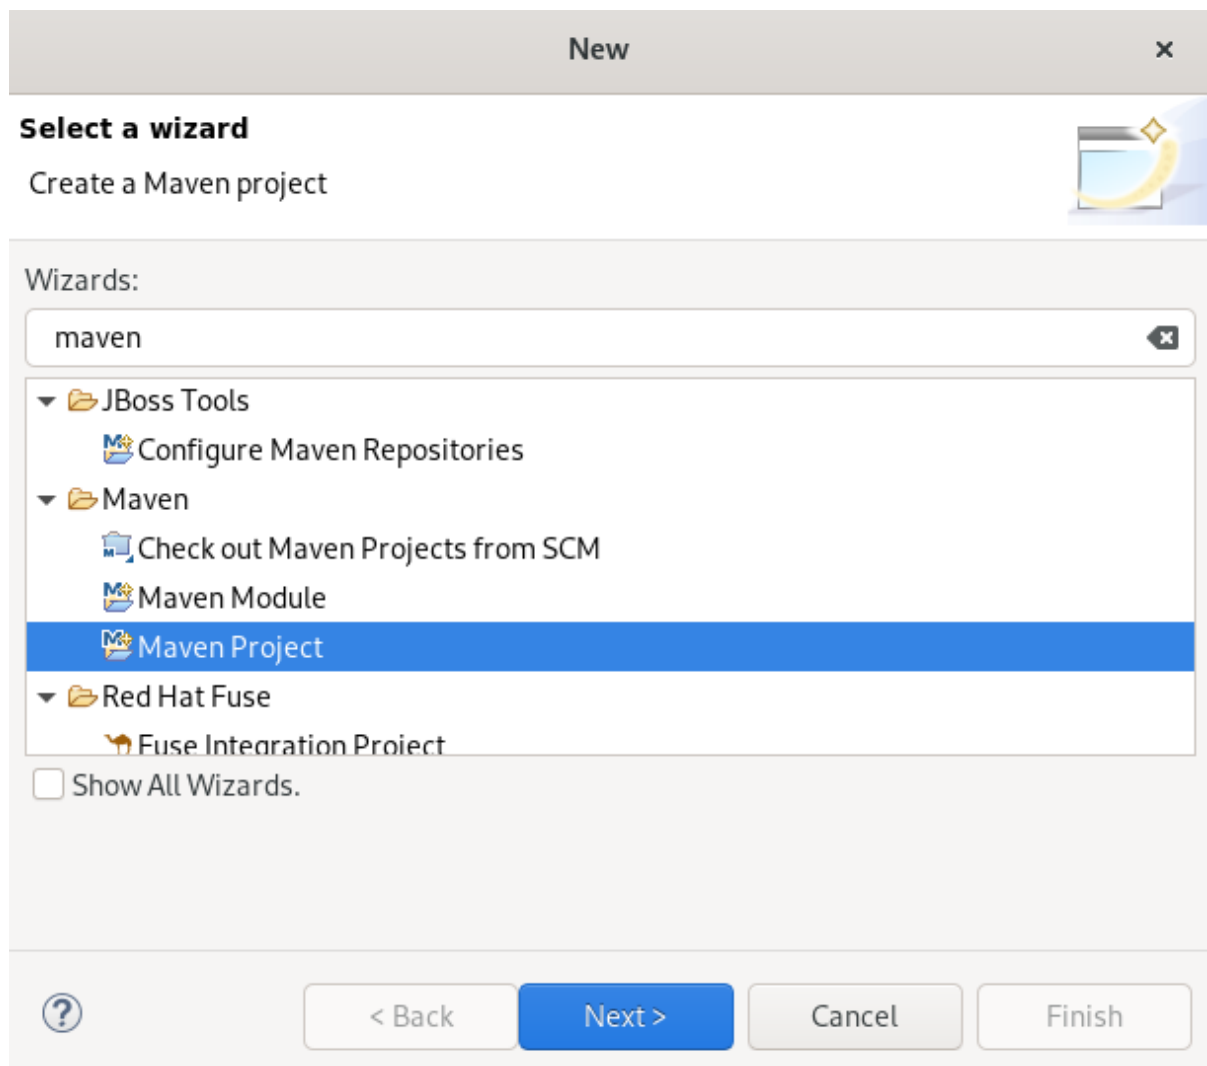 New
Select a wizard
Create a Maven project
Wizards:
maven
JBoss Tools
Configure Maven Repositories
Maven
Check out Maven Projects from SCM
Maven Module
Maven Project
Red Hat Fuse
Fuse Integration Project
Show All Wizards.
< Back
Next >
Cancel
Finish